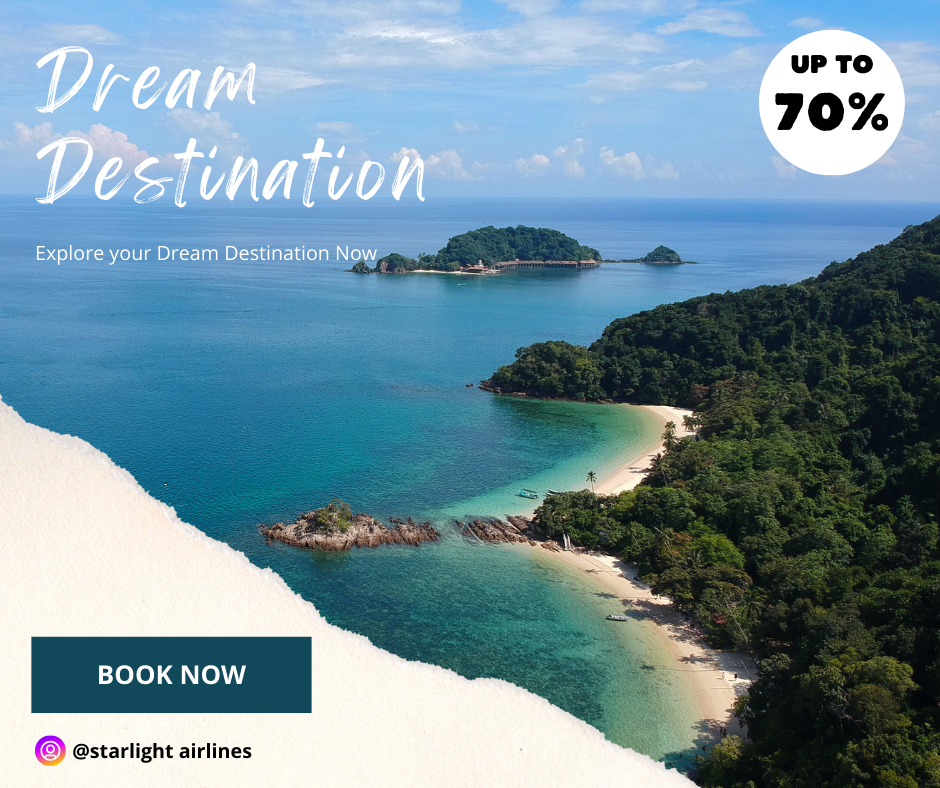 Dream
Destination
Explore your Dream Destination Now
UP TO
70%
BOOK NOW
@starlight airlines